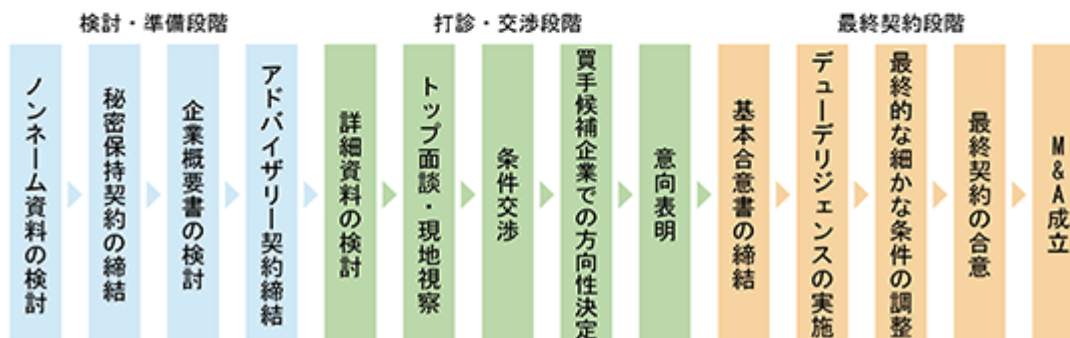 検討・準備段階
打診・交渉段階
最終契約段階
ノンネーム資料の検討
秘密保持契約の締結
企業概要書の検討
アドバイザリー契約締結
詳細資料の検討
トップ面談・現地視察
条件交渉
買手候補企業での方向性決定
意向表明
基本合意書の締結
デューデリジェンスの実施
最終的な細かな条件の調整
最終契約の合意
M&A成立